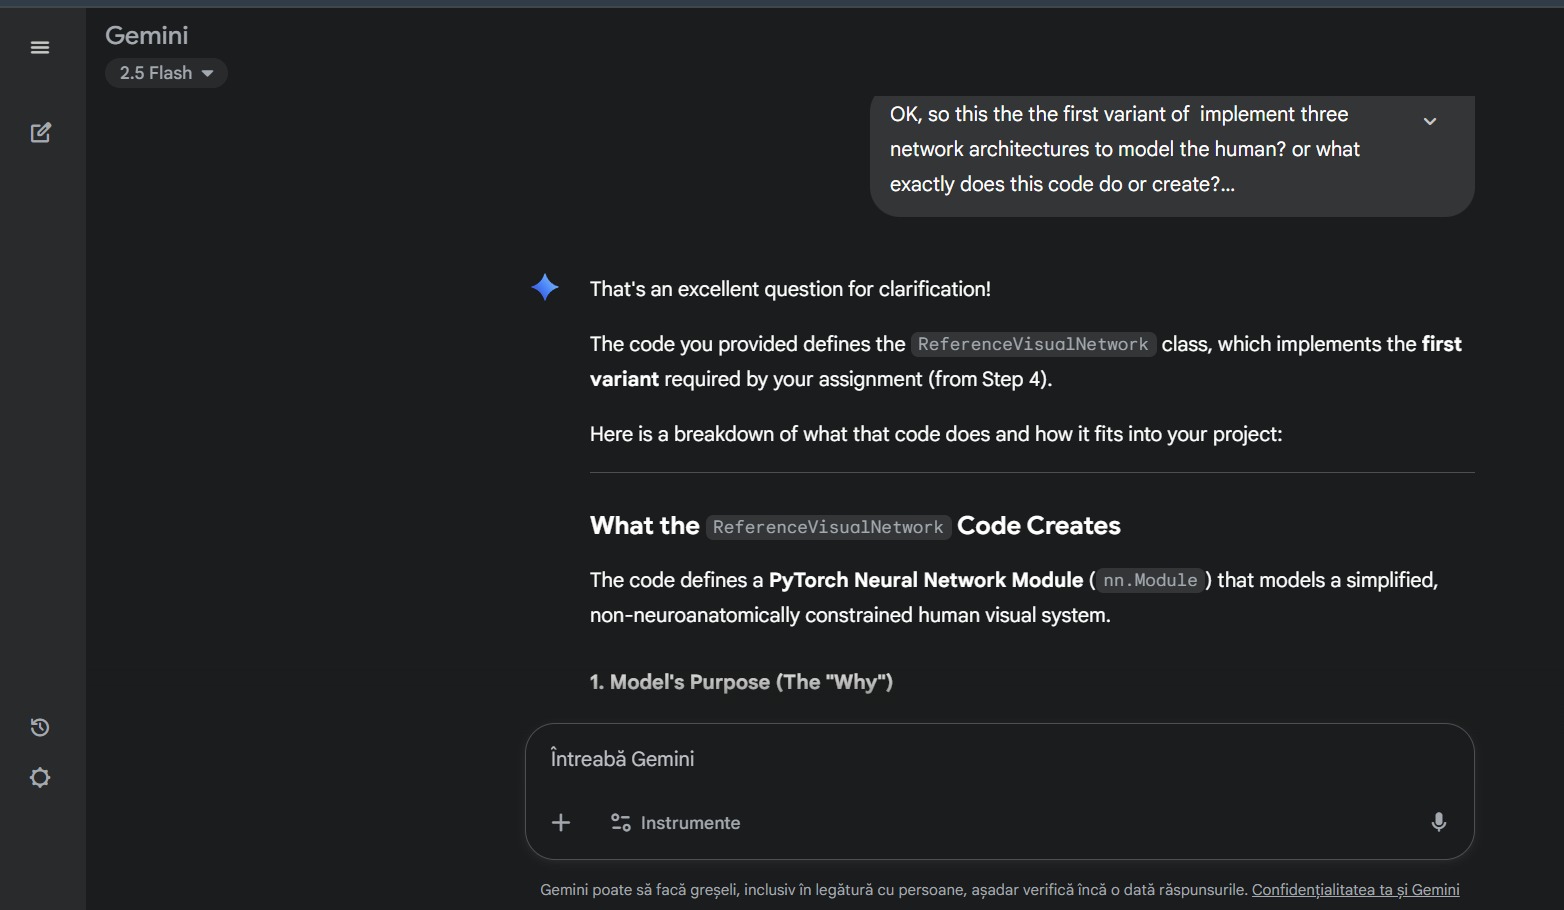 Gemini
2.5 Flash
OK, so this the the first variant of  implement three
network architectures to model the human? or what
exactly does this code do or create?...
That's an excellent question for clarification!
The code you provided defines the ReferenceVisualNetwork class, which implements the first
variant required by your assignment (from Step 4).
Here is a breakdown of what that code does and how it fits into your project:
What the ReferenceVisualNetwork Code Creates
The code defines a PyTorch Neural Network Module (nn.Module) that models a simplified,
non-neuroanatomically constrained human visual system.
1. Model's Purpose (The "Why")
Întreabă Gemini
Instrumente
Gemini poate să facă greșeli, inclusiv în legătură cu persoane, așadar verifică încă o dată răspunsurile. Confidențialitatea ta și Gemini